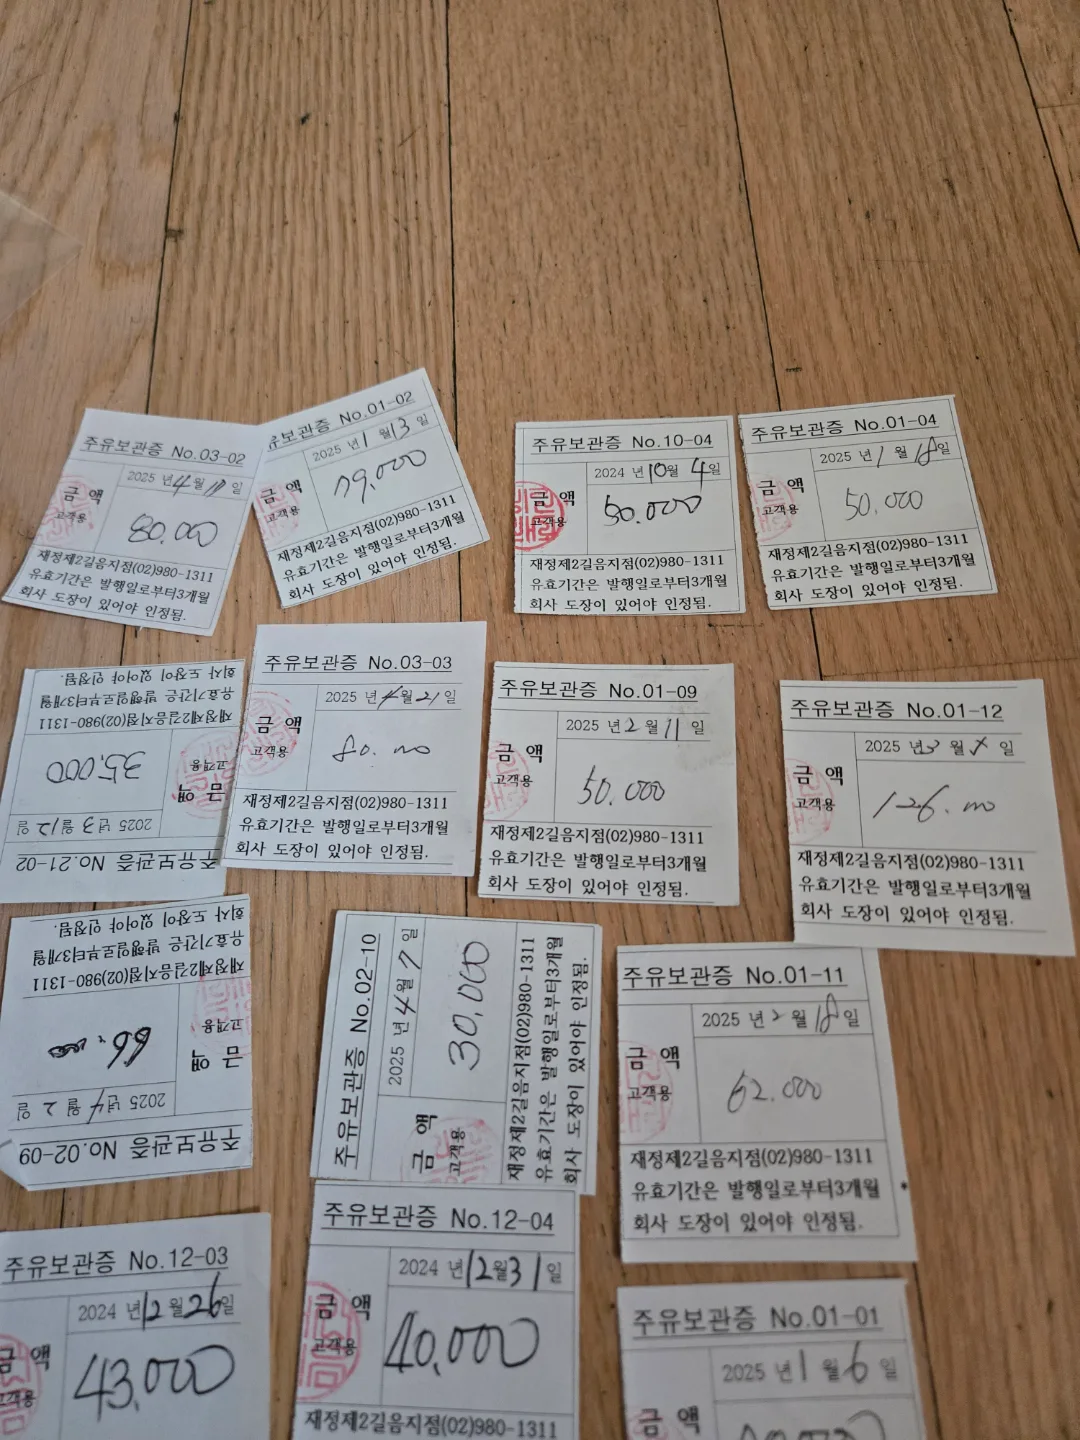 주유보관증 No.03-02
2025 년 4 월 일
금 액
고객용
80.000
재정제2길음지점(02)980-1311
유효기간은 발행일로부터3개월
회사 도장이 있어야 인정됨.
주유보관증 No.01-02
2025 년 1 월 13 일
금 액
고객용
79,000
재정제2길음지점(02)980-1311
유효기간은 발행일로부터3개월
회사 도장이 있어야 인정됨.
주유보관증 No.10-04
2024 년 10월 4일
금 액
고객용
50.000
재정제2길음지점(02)980-1311
유효기간은 발행일로부터3개월
회사 도장이 있어야 인정됨.
주유보관증 No.01-04
2025 년 1 월 18일
금 액
고객용
50.000
재정제2길음지점(02)980-1311
유효기간은 발행일로부터3개월
회사 도장이 있어야 인정됨.
주유보관증 No.21-02
2025 년 3 월 12 일
금 액
고객용
35.000
재정제2길음지점(02)980-1311
유효기간은 발행일로부터3개월
회사 도장이 있어야 인정됨.
주유보관증 No.03-03
2025 년 4 월 21 일
금 액
고객용
80.000
재정제2길음지점(02)980-1311
유효기간은 발행일로부터3개월
회사 도장이 있어야 인정됨.
주유보관증 No.01-09
2025 년 2 월 11 일
금 액
고객용
50.000
재정제2길음지점(02)980-1311
유효기간은 발행일로부터3개월
회사 도장이 있어야 인정됨.
주유보관증 No.01-12
2025 년 3 월 일
금 액
고객용
126.000
재정제2길음지점(02)980-1311
유효기간은 발행일로부터3개월
회사 도장이 있어야 인정됨.
주유보관증 No.02-09
2025 년 4 월 2 일
금 액
고객용
66.000
재정제2길음지점(02)980-1311
유효기간은 발행일로부터3개월
회사 도장이 있어야 인정됨.
주유보관증 No.02-10
2025 년 4 월 7 일
금 액
고객용
30,000
재정제2길음지점(02)980-1311
유효기간은 발행일로부터3개월
회사 도장이 있어야 인정됨.
주유보관증 No.01-11
2025 년 2 월 18 일
금 액
고객용
62.000
재정제2길음지점(02)980-1311
유효기간은 발행일로부터3개월
회사 도장이 있어야 인정됨.
주유보관증 No.12-03
2024 년 12 월 26일
금 액
고객용
43,000
주유보관증 No.12-04
2024 년 12 월 31 일
금 액
고객용
40,000
재정제2길음지점(02)980-1311
주유보관증 No.01-01
2025 년 1 월 6 일
금 액